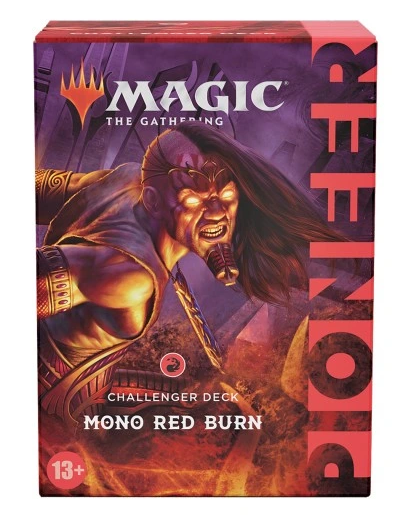 MAGIC
THE GATHERING
PIONEER
CHALLENGER DECK
MONO RED BURN
13+